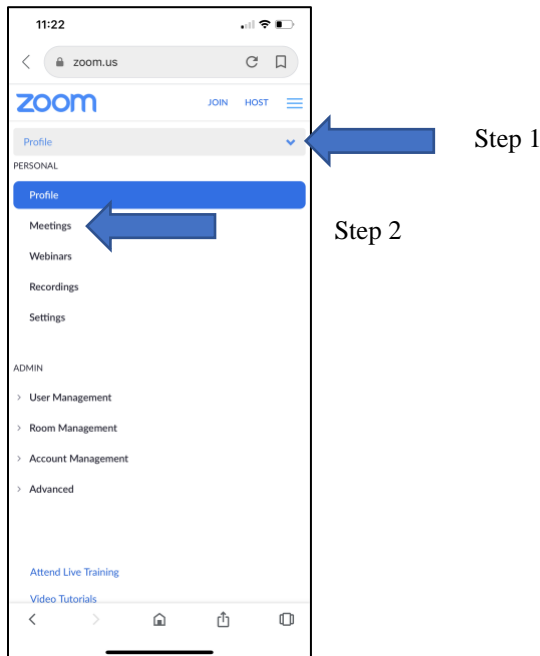 11:22
zoom.us
zoom JOIN HOST
Profile
Step 1
PERSONAL
Profile
Meetings
Step 2
Webinars
Recordings
Settings
ADMIN
> User Management
> Room Management
> Account Management
> Advanced
Attend Live Training
Video Tutorials